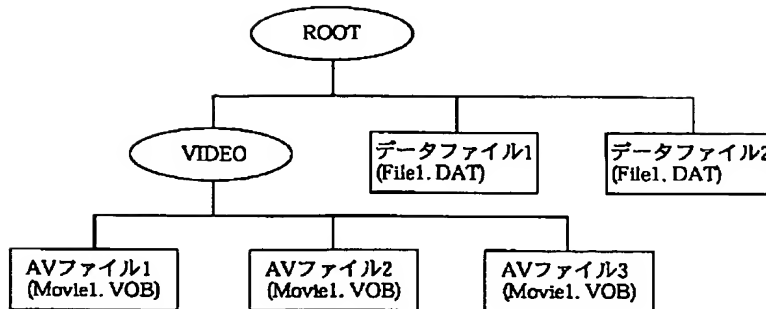 ROOT
VIDEO
データファイル1
(File1. DAT)
データファイル2
(File1. DAT)
AVファイル1
(Movie1. VOB)
AVファイル2
(Movie1. VOB)
AVファイル3
(Movie1. VOB)